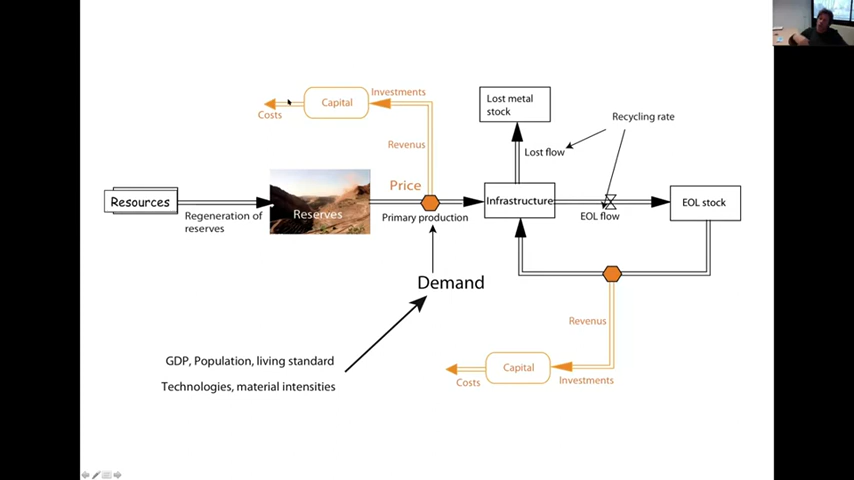 Capital
Investments
Costs
Revenus
Lost metal
stock
Recycling rate
Lost flow
Resources
Regeneration of
reserves
Reserves
Price
Primary production
Infrastructure
EOL flow
EOL stock
Demand
GDP, Population, living standard
Technologies, material intensities
Revenus
Capital
Costs
Investments